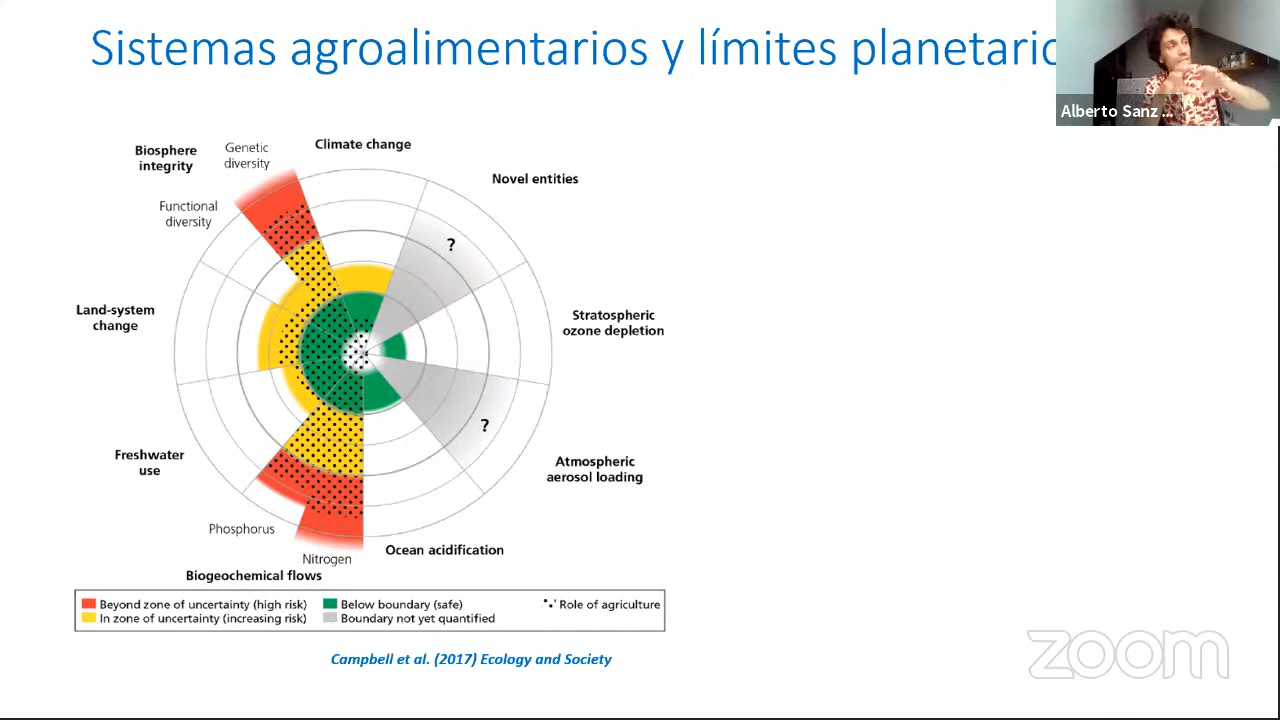 Sistemas agroalimentarios y límites planetario
Alberto Sanz ...
Biosphere
integrity
Genetic
diversity
Climate change
Novel entities
Functional
diversity
?
Land-system
change
Stratospheric
ozone depletion
?
Freshwater
use
Atmospheric
aerosol loading
Phosphorus
Nitrogen
Ocean acidification
Biogeochemical flows
Beyond zone of uncertainty (high risk)
Below boundary (safe)
Role of agriculture
In zone of uncertainty (increasing risk)
Boundary not yet quantified
Campbell et al. (2017) Ecology and Society
zoom